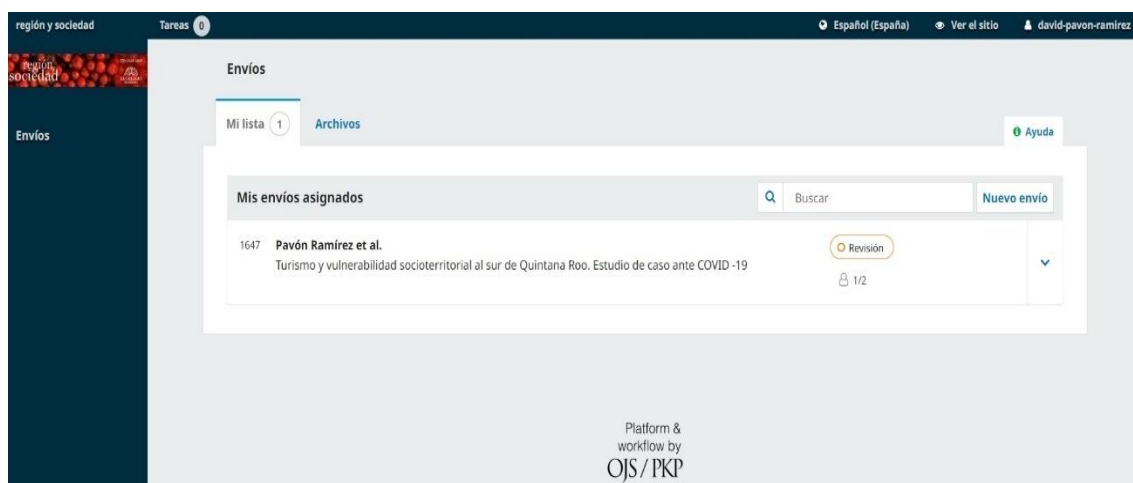 región y sociedad
Tareas 0
Español (España)
Ver el sitio
david-pavon-ramirez
región
sociedad
Envíos
Envíos
Mi lista 1
Archivos
Ayuda
Mis envíos asignados
Buscar
Nuevo envío
1647 Pavón Ramírez et al.
Turismo y vulnerabilidad socioterritorial al sur de Quintana Roo. Estudio de caso ante COVID -19
Revisión
1/2
Platform &
workflow by
OJS / PKP